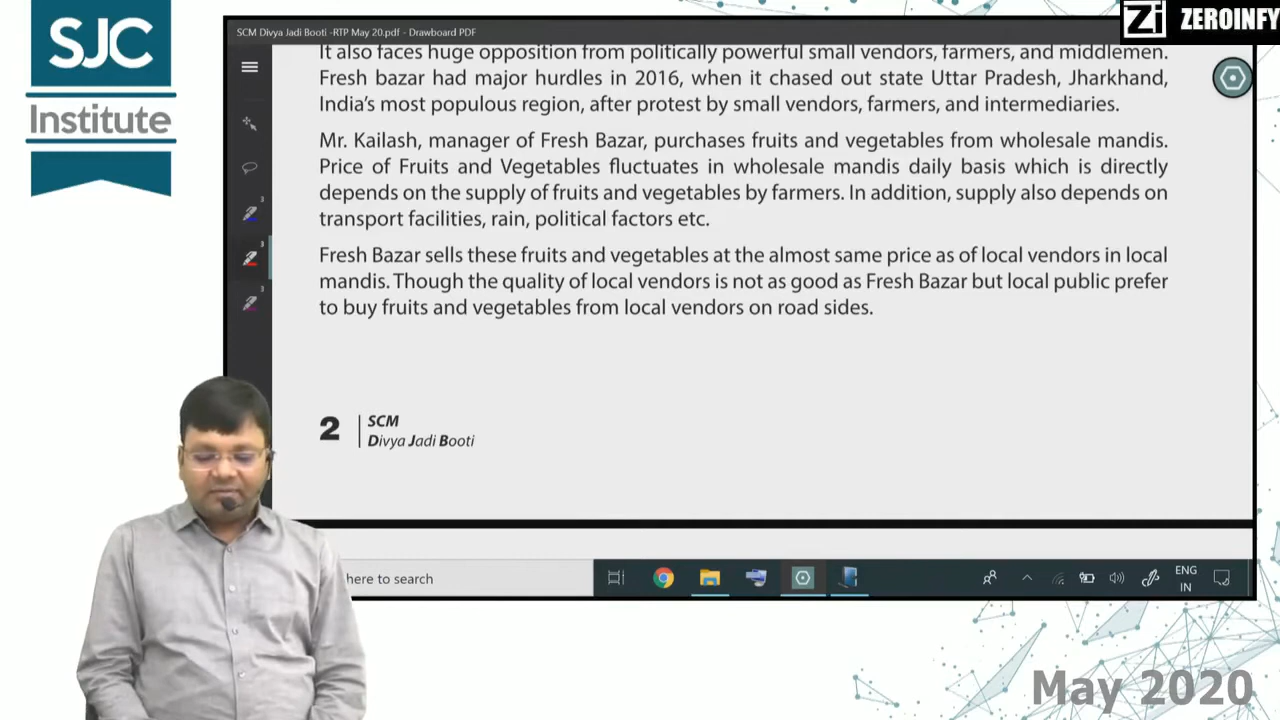 SJC
Institute
ZEROINFY
SCM Divya Jadi Booti -RTP May 20.pdf - Drawboard PDF
It also faces huge opposition from politically powerful small vendors, farmers, and middlemen.
Fresh bazar had major hurdles in 2016, when it chased out state Uttar Pradesh, Jharkhand,
India's most populous region, after protest by small vendors, farmers, and intermediaries.
Mr. Kailash, manager of Fresh Bazar, purchases fruits and vegetables from wholesale mandis.
Price of Fruits and Vegetables fluctuates in wholesale mandis daily basis which is directly
depends on the supply of fruits and vegetables by farmers. In addition, supply also depends on
transport facilities, rain, political factors etc.
Fresh Bazar sells these fruits and vegetables at the almost same price as of local vendors in local
mandis. Though the quality of local vendors is not as good as Fresh Bazar but local public prefer
to buy fruits and vegetables from local vendors on road sides.
3
3
3
2
SCM
Divya Jadi Booti
here to search
ENG
IN
May 2020
Zi